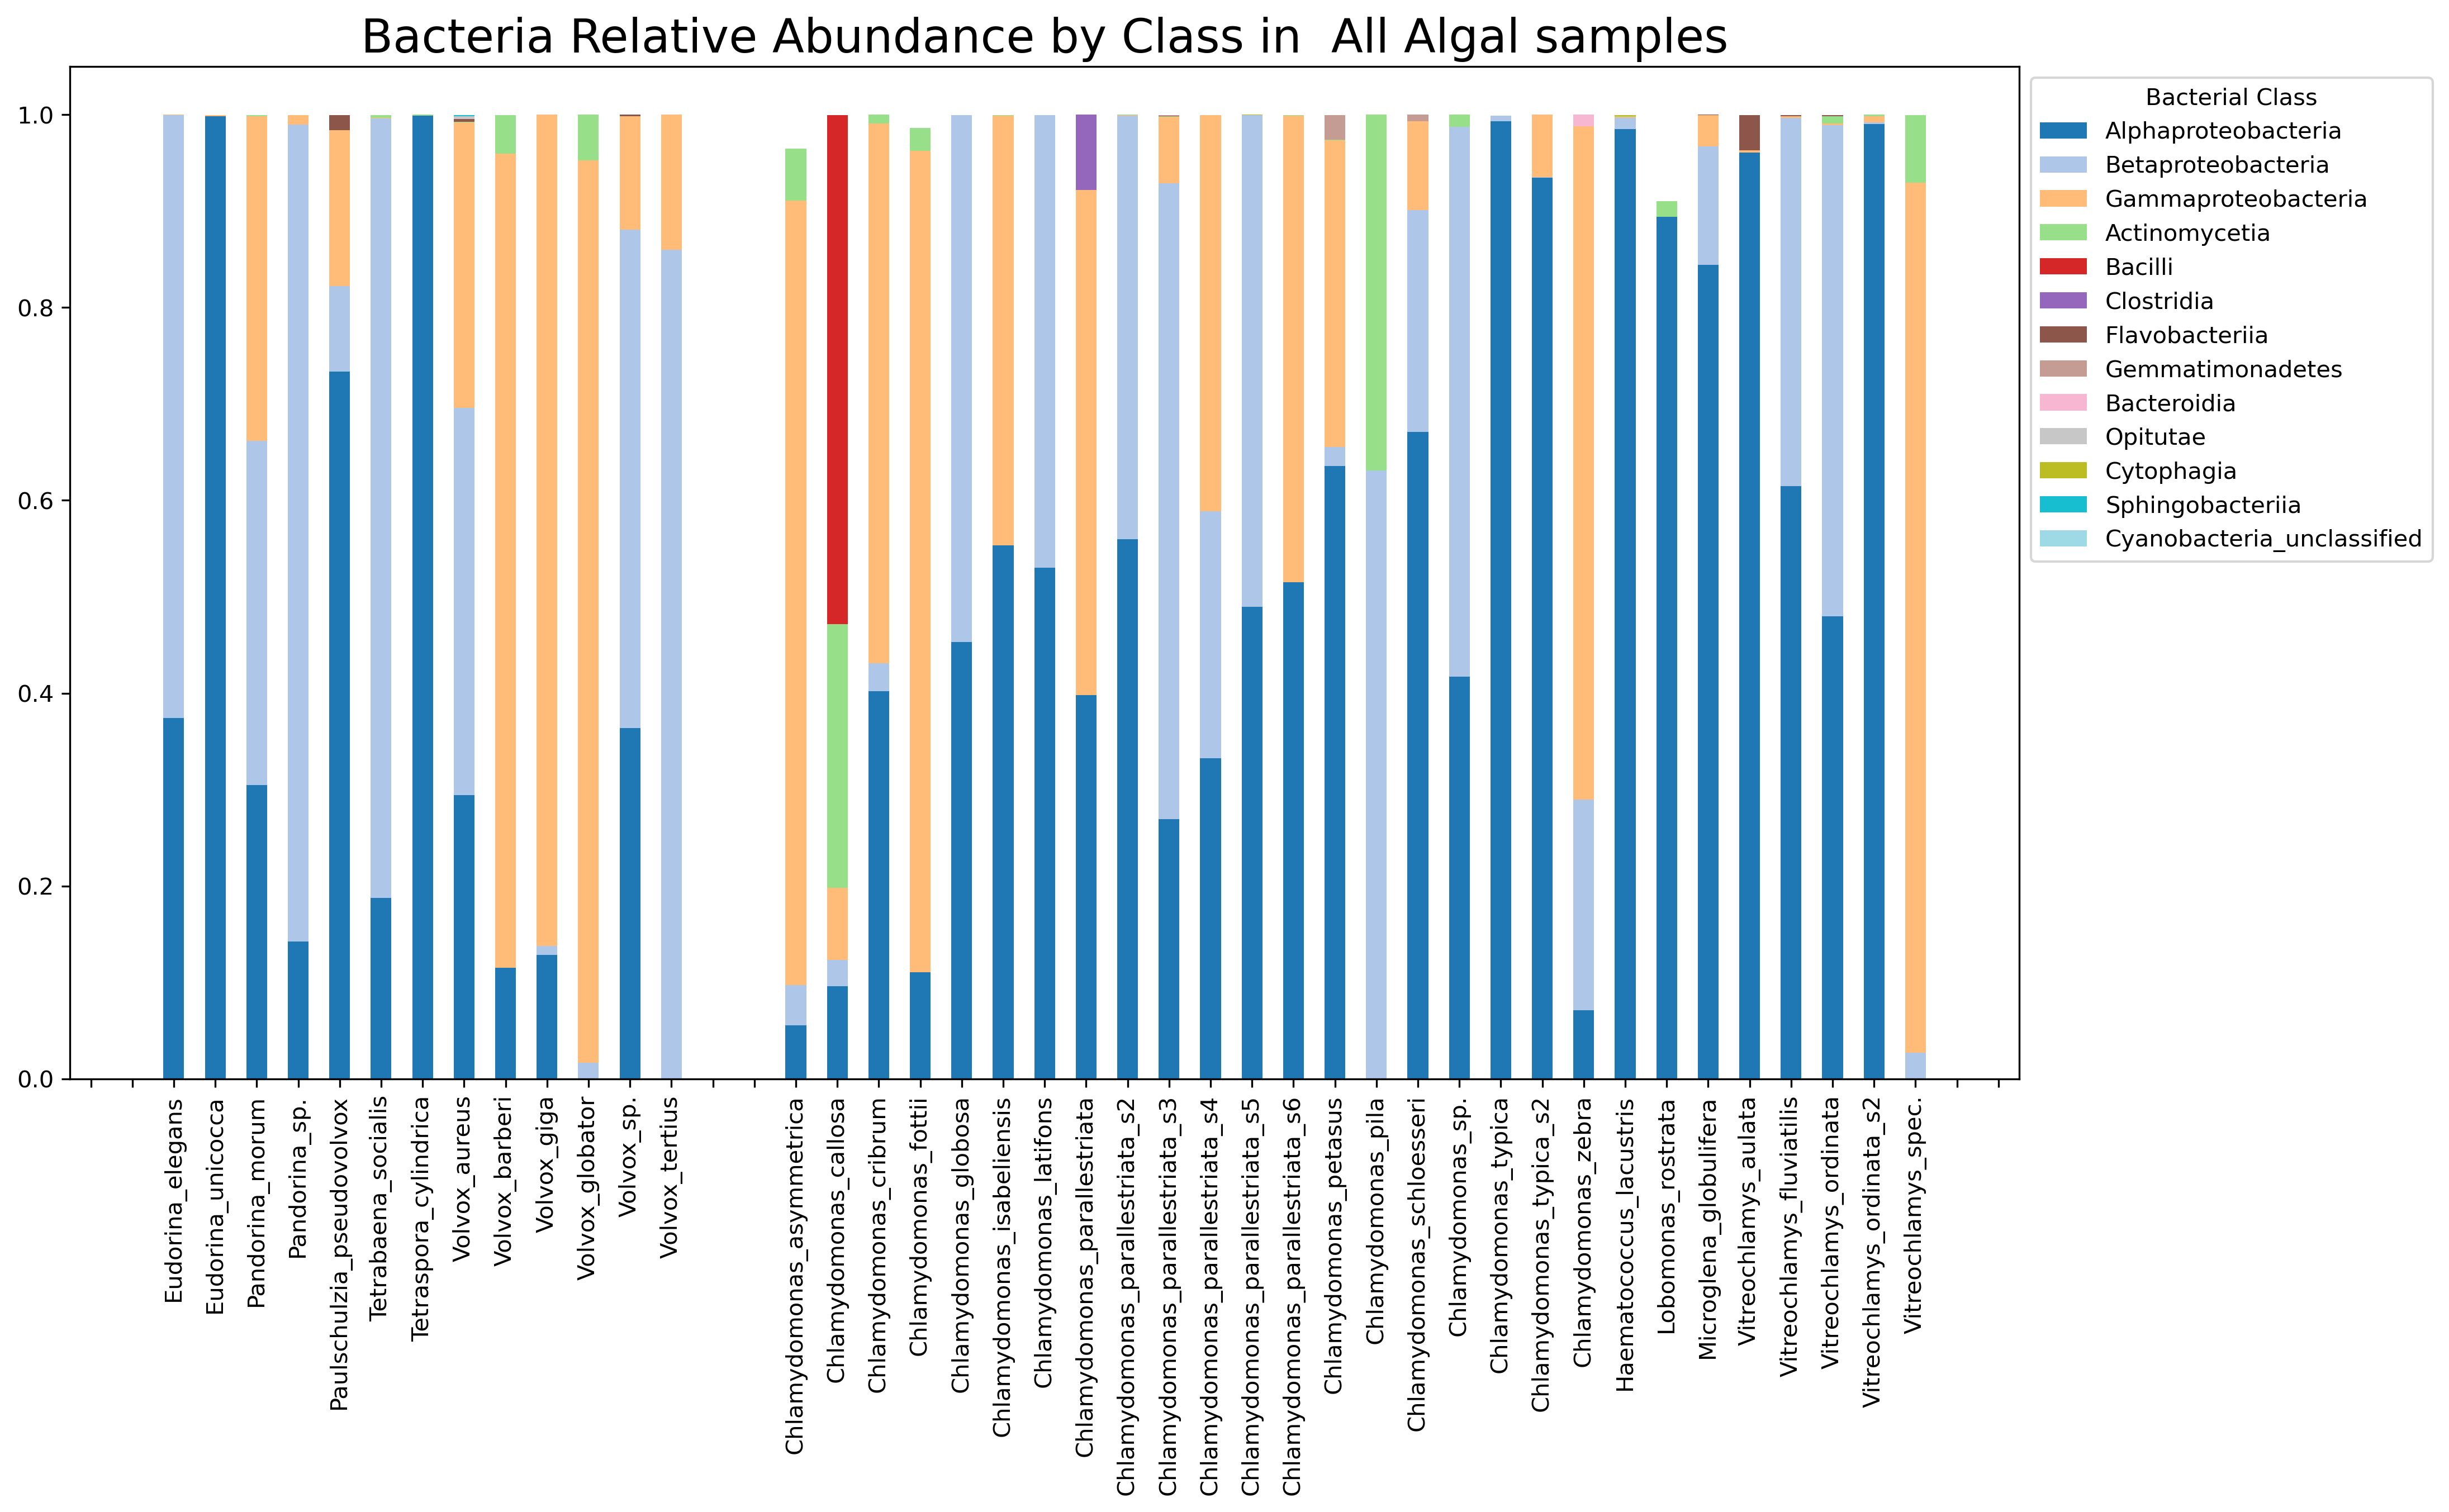 Bacteria Relative Abundance by Class in  All Algal samples
1.0
0.8
0.6
0.4
0.2
0.0
Bacterial Class
Alphaproteobacteria
Betaproteobacteria
Gammaproteobacteria
Actinomycetia
Bacilli
Clostridia
Flavobacteriia
Gemmatimonadetes
Bacteroidia
Opitutae
Cytophagia
Sphingobacteriia
Cyanobacteria_unclassified
Eudorina_elegans
Eudorina_unicocca
Pandorina_morum
Pandorina_sp.
Paulschulzia_pseudovolvox
Tetrabaena_socialis
Tetraspora_cylindrica
Volvox_aureus
Volvox_barberi
Volvox_giga
Volvox_globator
Volvox_sp.
Volvox_tertius
Chlamydomonas_asymmetrica
Chlamydomonas_callosa
Chlamydomonas_cribrum
Chlamydomonas_fottii
Chlamydomonas_globosa
Chlamydomonas_isabeliensis
Chlamydomonas_latifons
Chlamydomonas_parallestriata
Chlamydomonas_parallestriata_s2
Chlamydomonas_parallestriata_s3
Chlamydomonas_parallestriata_s4
Chlamydomonas_parallestriata_s5
Chlamydomonas_parallestriata_s6
Chlamydomonas_petasus
Chlamydomonas_pila
Chlamydomonas_schloesseri
Chlamydomonas_sp.
Chlamydomonas_typica
Chlamydomonas_typica_s2
Chlamydomonas_zebra
Haematococcus_lacustris
Lobomonas_rostrata
Microglena_globulifera
Vitreochlamys_aulata
Vitreochlamys_fluviatilis
Vitreochlamys_ordinata
Vitreochlamys_ordinata_s2
Vitreochlamys_spec.